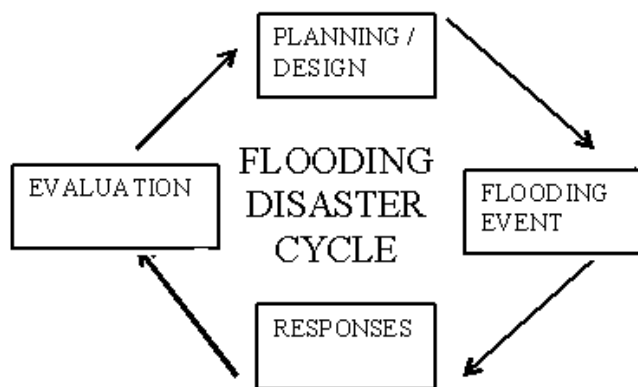 PLANNING /
DESIGN
EVALUATION
FLOODING
DISASTER
CYCLE
FLOODING
EVENT
RESPONSES